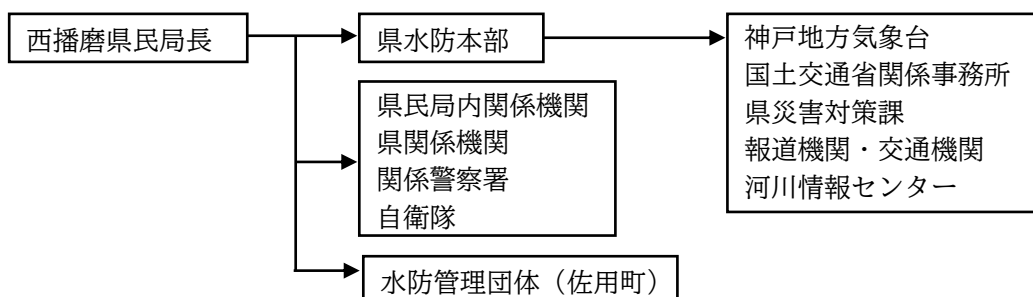 西播磨県民局長
県水防本部
神戸地方気象台
国土交通省関係事務所
県災害対策課
報道機関・交通機関
河川情報センター
県民局内関係機関
県関係機関
関係警察署
自衛隊
水防管理団体（佐用町）